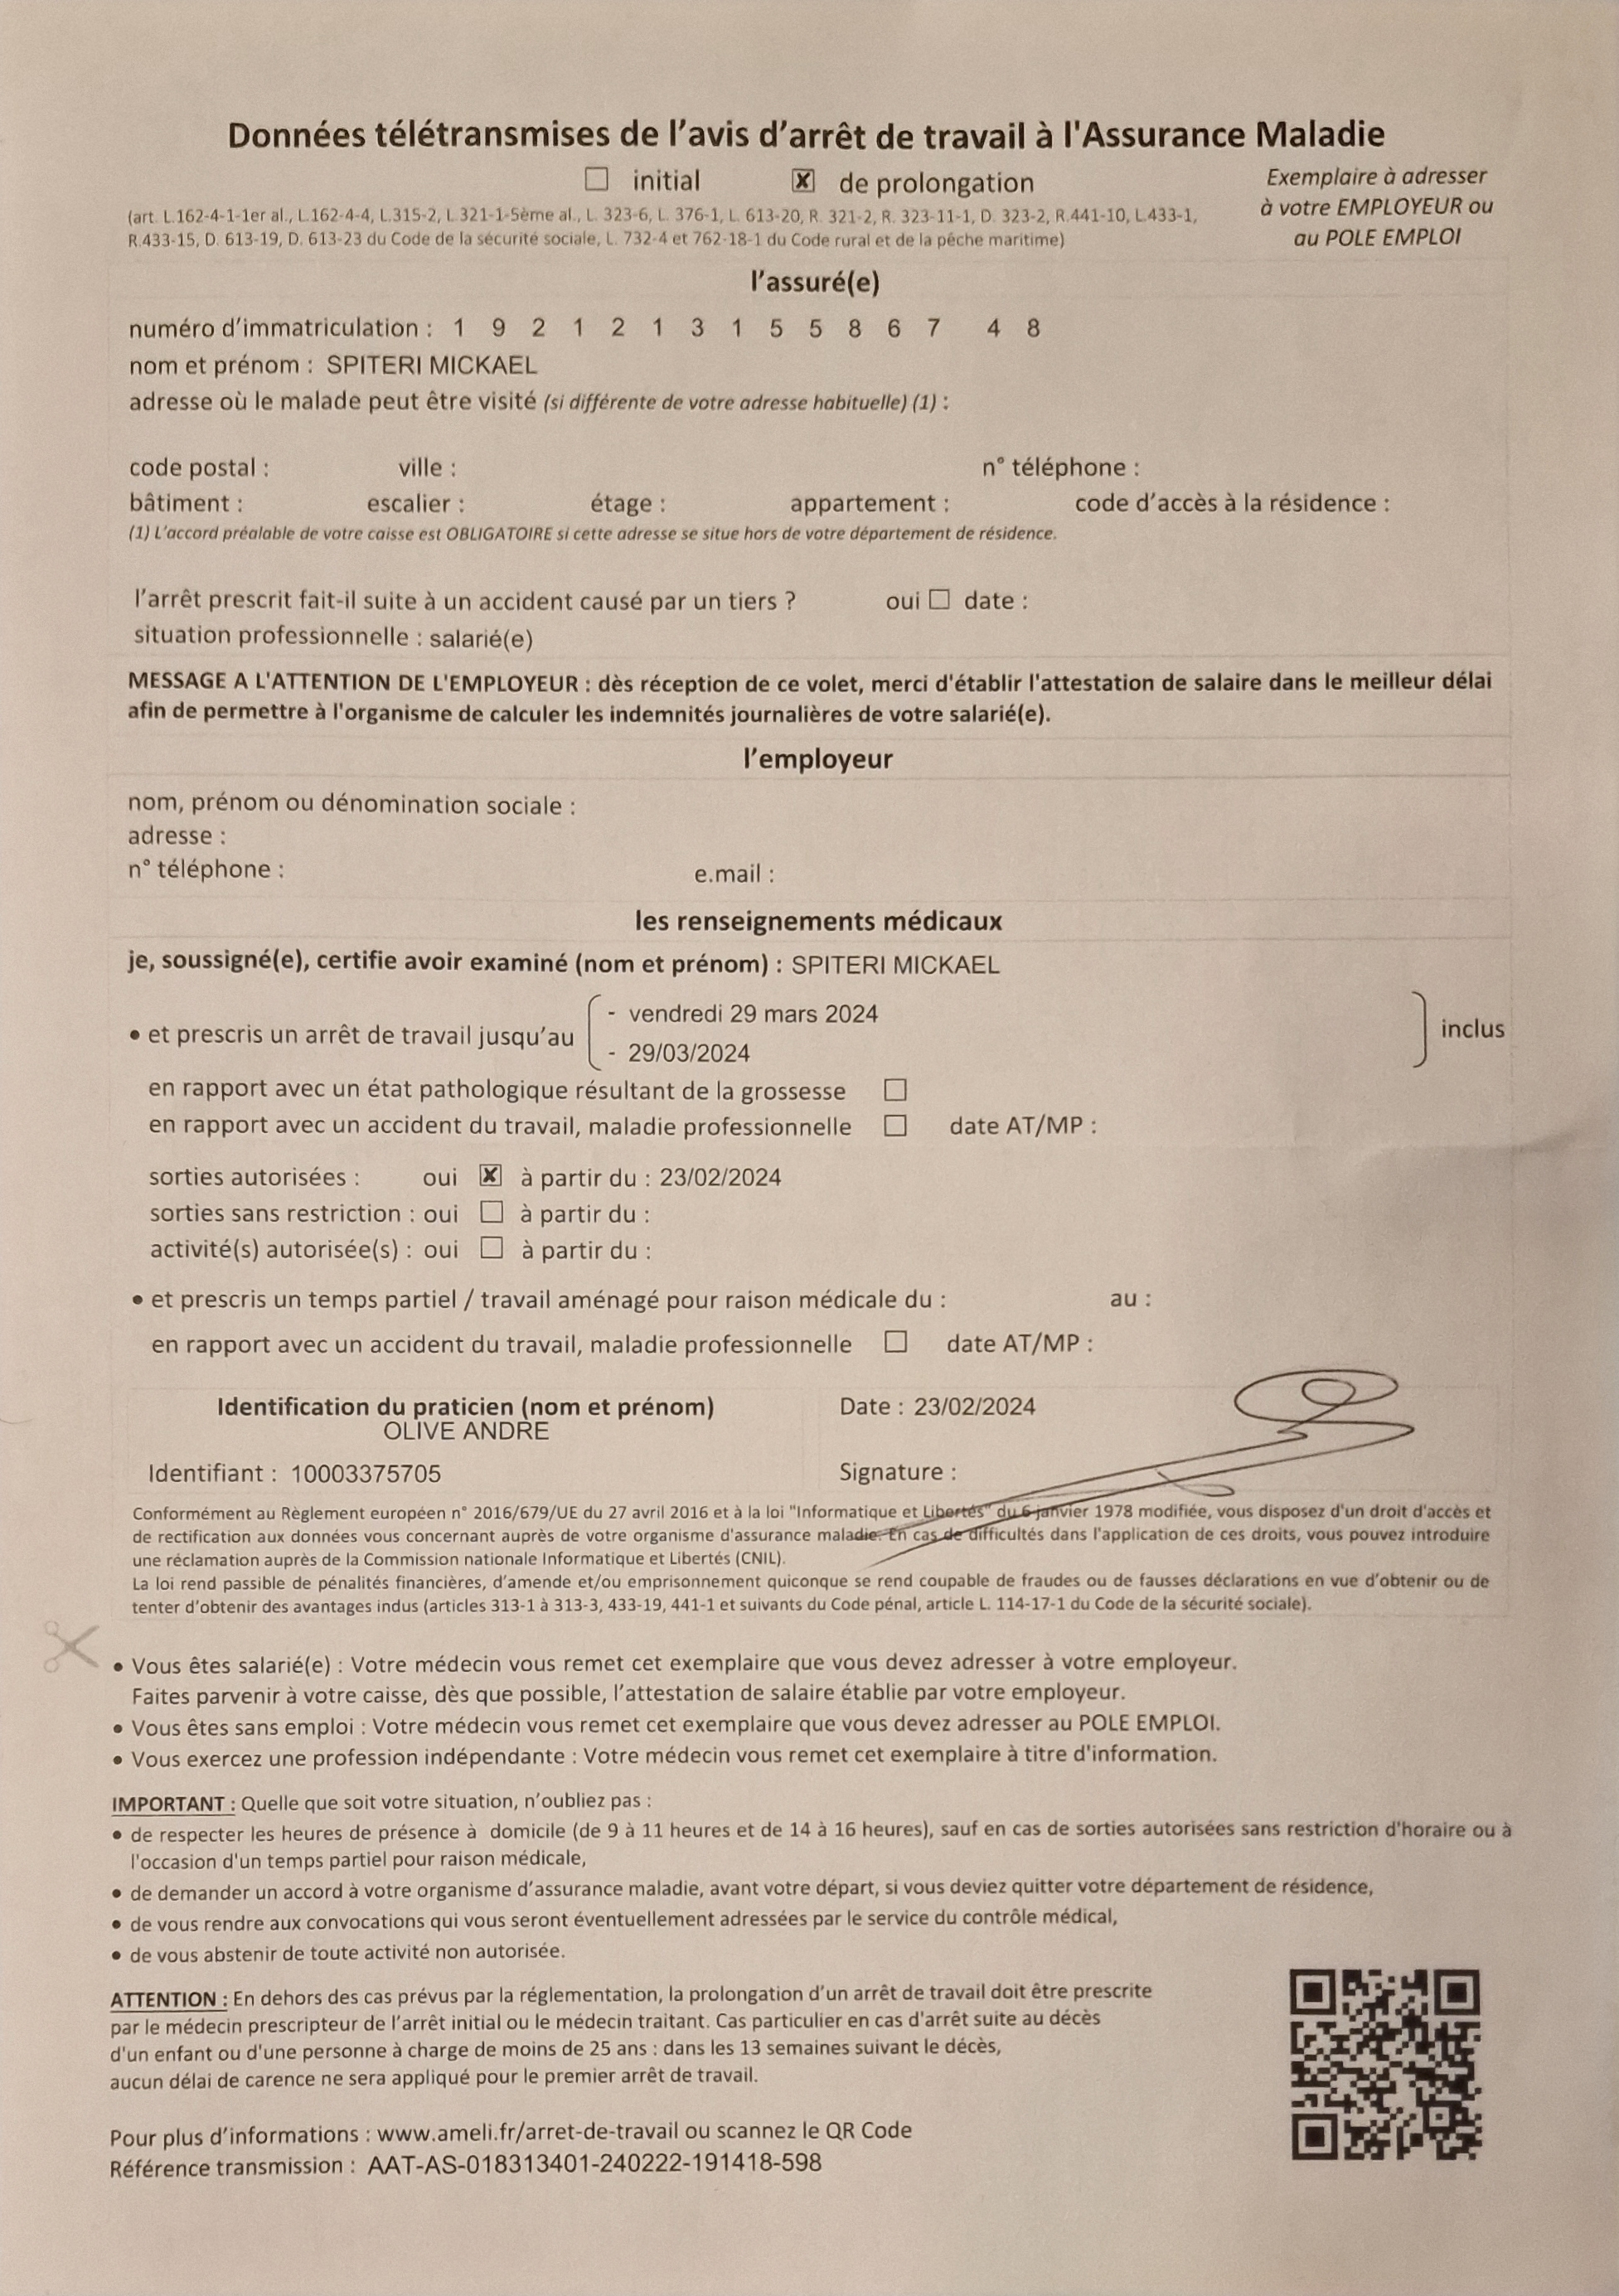 Données télétransmises de l’avis d’arrêt de travail à l'Assurance Maladie
☐ initial ☒ de prolongation
Exemplaire à adresser
à votre EMPLOYEUR ou
au POLE EMPLOI
(art. L.162-4-1-1er al., L.162-4-4, L.315-2, L.321-1-5ème al., L. 323-6, L. 376-1, L. 613-20, R. 321-2, R. 323-11-1, D. 323-2, R.441-10, L.433-1,
R.433-15, D. 613-19, D. 613-23 du Code de la sécurité sociale, L. 732-4 et 762-18-1 du Code rural et de la pêche maritime)
l’assuré(e)
numéro d’immatriculation : 1 9 2 1 2 1 3 1 5 5 8 6 7 4 8
nom et prénom : SPITERI MICKAEL
adresse où le malade peut être visité (si différente de votre adresse habituelle) (1) :
code postal : ville : n° téléphone :
bâtiment : escalier : étage : appartement : code d’accès à la résidence :
(1) L’accord préalable de votre caisse est OBLIGATOIRE si cette adresse se situe hors de votre département de résidence.
l’arrêt prescrit fait-il suite à un accident causé par un tiers ? oui ☐ date :
situation professionnelle : salarié(e)
MESSAGE A L'ATTENTION DE L'EMPLOYEUR : dès réception de ce volet, merci d'établir l'attestation de salaire dans le meilleur délai
afin de permettre à l'organisme de calculer les indemnités journalières de votre salarié(e).
l’employeur
nom, prénom ou dénomination sociale :
adresse :
n° téléphone : e.mail :
les renseignements médicaux
je, soussigné(e), certifie avoir examiné (nom et prénom) : SPITERI MICKAEL
• et prescris un arrêt de travail jusqu’au
- vendredi 29 mars 2024
- 29/03/2024
inclus
en rapport avec un état pathologique résultant de la grossesse ☐
en rapport avec un accident du travail, maladie professionnelle ☐ date AT/MP :
sorties autorisées : oui ☒ à partir du : 23/02/2024
sorties sans restriction : oui ☐ à partir du :
activité(s) autorisée(s) : oui ☐ à partir du :
• et prescris un temps partiel / travail aménagé pour raison médicale du : au :
en rapport avec un accident du travail, maladie professionnelle ☐ date AT/MP :
Identification du praticien (nom et prénom)
OLIVE ANDRE
Identifiant : 10003375705
Date : 23/02/2024
Signature :
Conformément au Règlement européen n° 2016/679/UE du 27 avril 2016 et à la loi "Informatique et Libertés" du 6 janvier 1978 modifiée, vous disposez d'un droit d'accès et
de rectification aux données vous concernant auprès de votre organisme d'assurance maladie. En cas de difficultés dans l'application de ces droits, vous pouvez introduire
une réclamation auprès de la Commission nationale Informatique et Libertés (CNIL).
La loi rend passible de pénalités financières, d’amende et/ou emprisonnement quiconque se rend coupable de fraudes ou de fausses déclarations en vue d’obtenir ou de
tenter d’obtenir des avantages indus (articles 313-1 à 313-3, 433-19, 441-1 et suivants du Code pénal, article L. 114-17-1 du Code de la sécurité sociale).
• Vous êtes salarié(e) : Votre médecin vous remet cet exemplaire que vous devez adresser à votre employeur.
Faites parvenir à votre caisse, dès que possible, l’attestation de salaire établie par votre employeur.
• Vous êtes sans emploi : Votre médecin vous remet cet exemplaire que vous devez adresser au POLE EMPLOI.
• Vous exercez une profession indépendante : Votre médecin vous remet cet exemplaire à titre d'information.
IMPORTANT : Quelle que soit votre situation, n’oubliez pas :
• de respecter les heures de présence à domicile (de 9 à 11 heures et de 14 à 16 heures), sauf en cas de sorties autorisées sans restriction d'horaire ou à
l'occasion d'un temps partiel pour raison médicale,
• de demander un accord à votre organisme d’assurance maladie, avant votre départ, si vous deviez quitter votre département de résidence,
• de vous rendre aux convocations qui vous seront éventuellement adressées par le service du contrôle médical,
• de vous abstenir de toute activité non autorisée.
ATTENTION : En dehors des cas prévus par la réglementation, la prolongation d’un arrêt de travail doit être prescrite
par le médecin prescripteur de l’arrêt initial ou le médecin traitant. Cas particulier en cas d'arrêt suite au décès
d'un enfant ou d'une personne à charge de moins de 25 ans : dans les 13 semaines suivant le décès,
aucun délai de carence ne sera appliqué pour le premier arrêt de travail.
Pour plus d’informations : www.ameli.fr/arret-de-travail ou scannez le QR Code
Référence transmission : AAT-AS-018313401-240222-191418-598